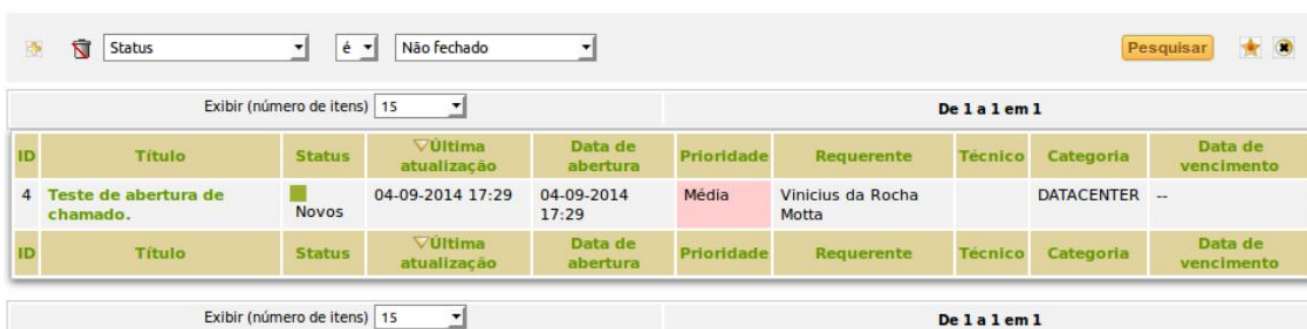 Status é Não fechado Pesquisar
Exibir (número de itens) 15 De 1 a 1 em 1
ID Título Status Última atualização Data de abertura Prioridade Requerente Técnico Categoria Data de vencimento
4 Teste de abertura de chamado. Novos 04-09-2014 17:29 04-09-2014 17:29 Média Vinicius da Rocha Motta DATACENTER --
ID Título Status Última atualização Data de abertura Prioridade Requerente Técnico Categoria Data de vencimento
Exibir (número de itens) 15 De 1 a 1 em 1